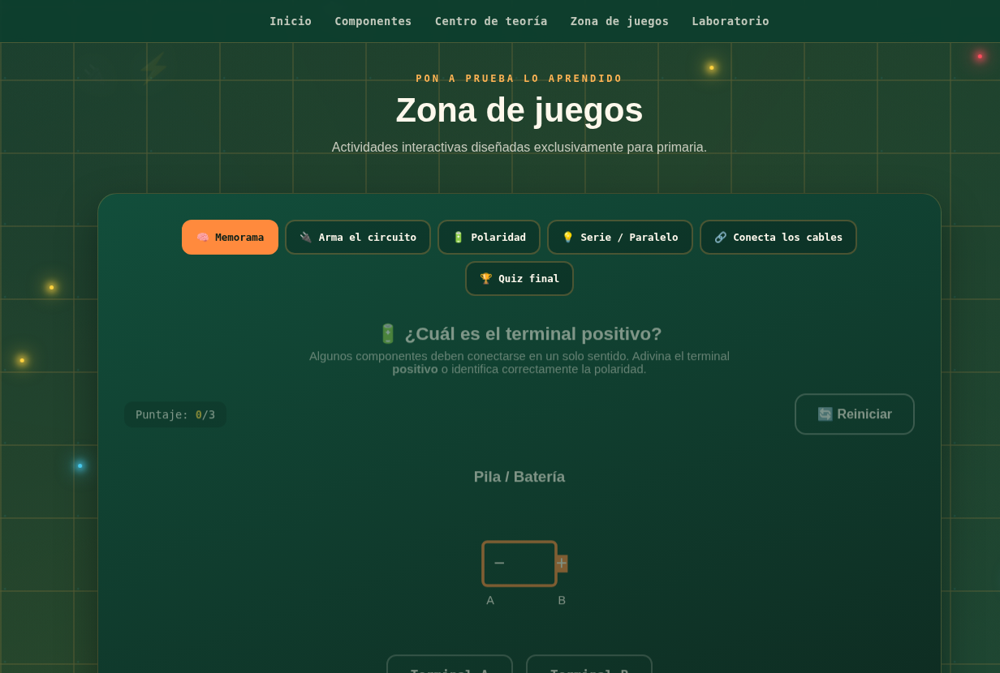 Inicio Componentes Centro de teoría Zona de juegos Laboratorio
PON A PRUEBA LO APRENDIDO
Zona de juegos
Actividades interactivas diseñadas exclusivamente para primaria.
🧠 Memorama 🔌 Arma el circuito 🔋 Polaridad 💡 Serie / Paralelo 🔗 Conecta los cables
🏆 Quiz final
🔋 ¿Cuál es el terminal positivo?
Algunos componentes deben conectarse en un solo sentido. Adivina el terminal
positivo o identifica correctamente la polaridad.
Puntaje: 0/3 🔄 Reiniciar
Pila / Batería
− +
A B
Terminal A Terminal B